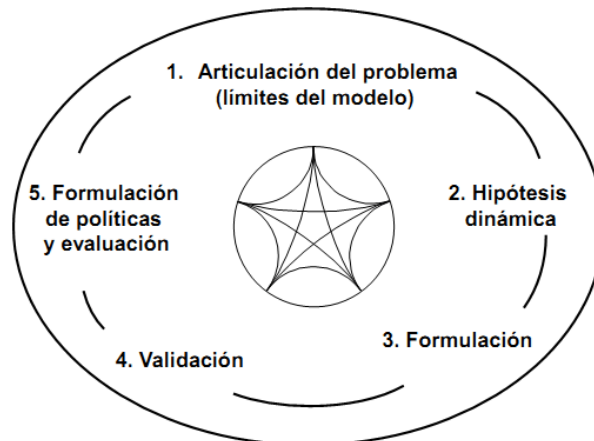 1. Articulación del problema
(límites del modelo)
2. Hipótesis
dinámica
3. Formulación
4. Validación
5. Formulación
de políticas
y evaluación